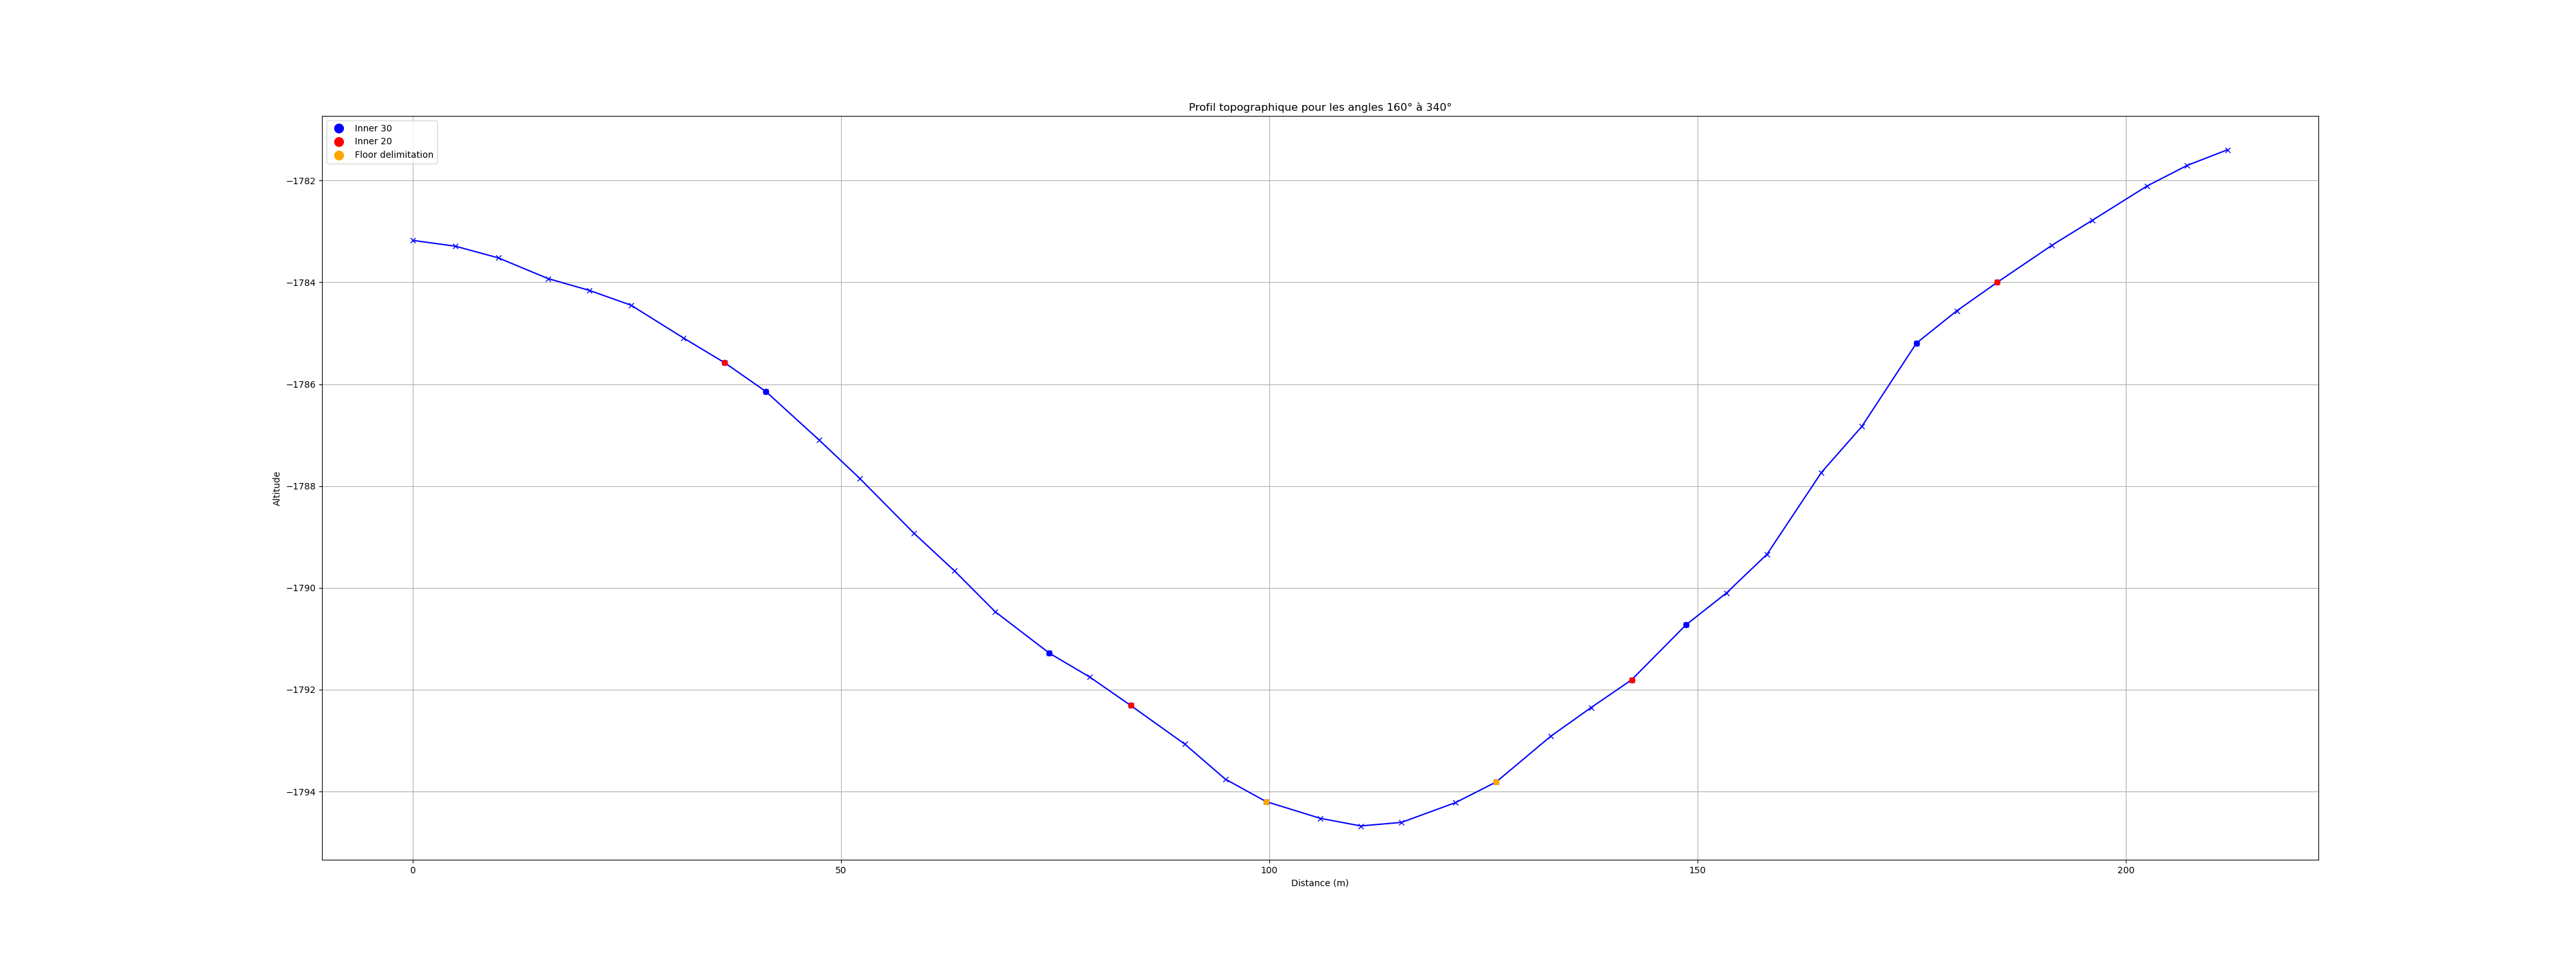 Profil topographique pour les angles 160° à 340°
Inner 30
Inner 20
Floor delimitation
Altitude
−1782
−1784
−1786
−1788
−1790
−1792
−1794
0 50 100 150 200
Distance (m)